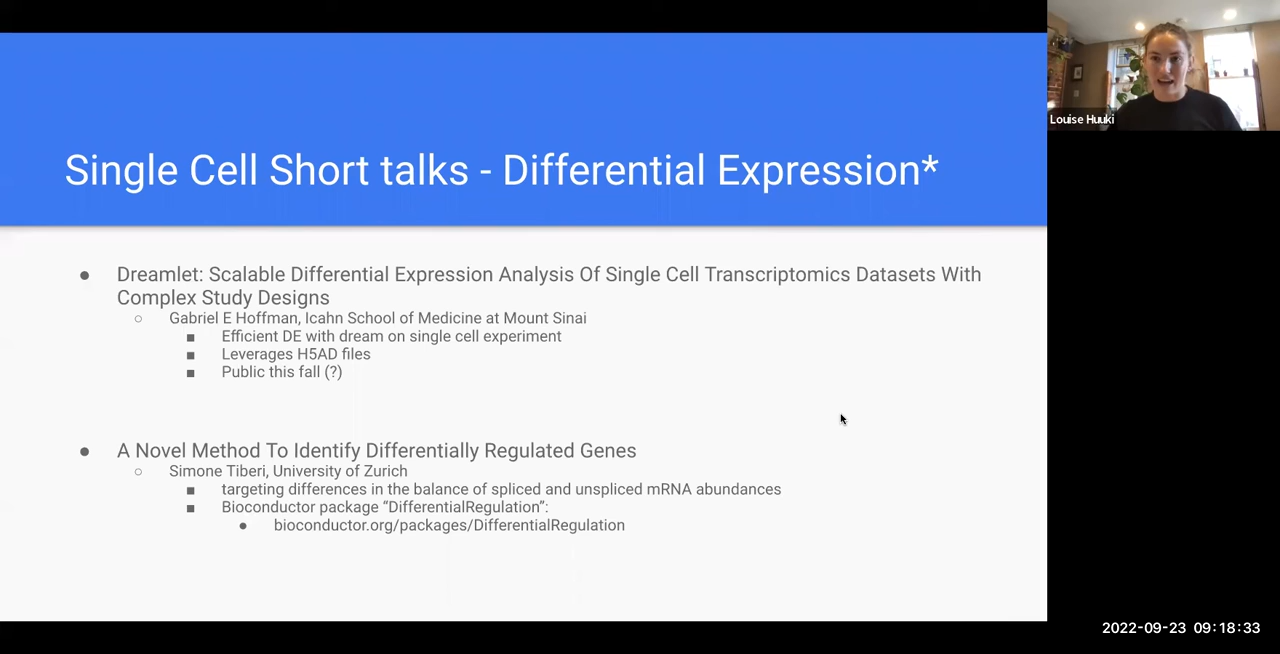 Single Cell Short talks - Differential Expression*
Louise Huuki
● Dreamlet: Scalable Differential Expression Analysis Of Single Cell Transcriptomics Datasets With
Complex Study Designs
○ Gabriel E Hoffman, Icahn School of Medicine at Mount Sinai
■ Efficient DE with dream on single cell experiment
■ Leverages H5AD files
■ Public this fall (?)
● A Novel Method To Identify Differentially Regulated Genes
○ Simone Tiberi, University of Zurich
■ targeting differences in the balance of spliced and unspliced mRNA abundances
■ Bioconductor package “DifferentialRegulation”:
● bioconductor.org/packages/DifferentialRegulation
2022-09-23 09:18:33